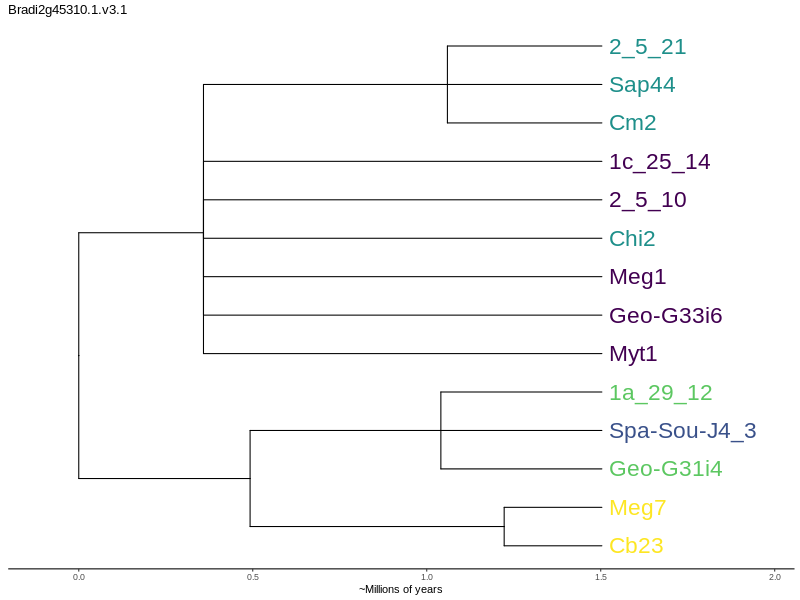 Bradi2g45310.1.v3.1
2_5_21
Sap44
Cm2
1c_25_14
2_5_10
Chi2
Meg1
Geo-G33i6
Myt1
1a_29_12
Spa-Sou-J4_3
Geo-G31i4
Meg7
Cb23
0.0 0.5 1.0 1.5 2.0
~Millions of years